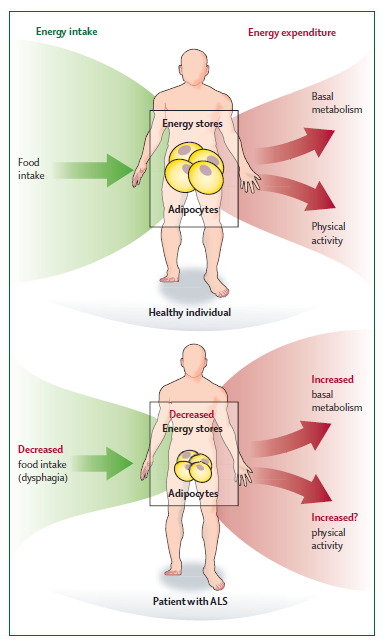 Energy intake
Energy expenditure
Basal
metabolism
Energy stores
Food
intake
Adipocytes
Physical
activity
Healthy individual
Increased
basal
metabolism
Decreased
Energy stores
Decreased
food intake
(dysphagia)
Adipocytes
Increased?
physical
activity
Patient with ALS